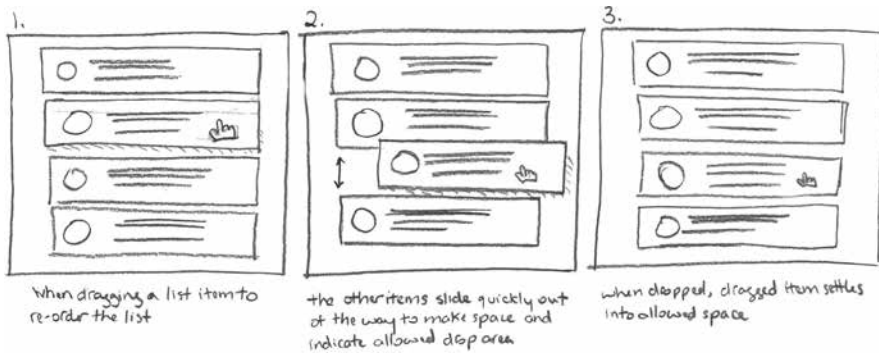 1.
when dragging a list item to
re-order the list
2.
the other items slide quickly out
of the way to make space and
indicate allowed drop area
3.
when dropped, dragged item settles
into allowed space